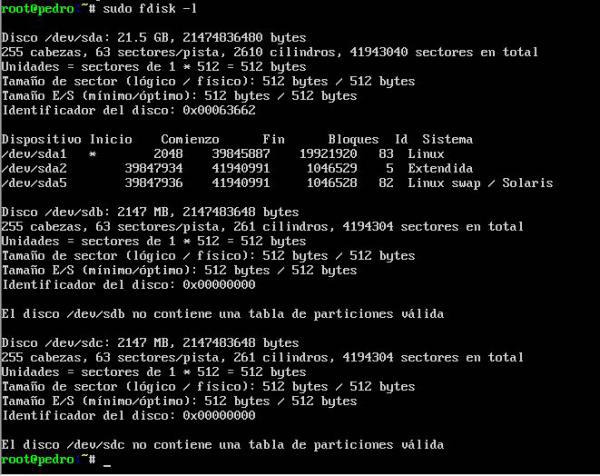 root@pedro:~# sudo fdisk -l
Disco /dev/sda: 21.5 GB, 21474836480 bytes
255 cabezas, 63 sectores/pista, 2610 cilindros, 41943040 sectores en total
Unidades = sectores de 1 * 512 = 512 bytes
Tamaño de sector (lógico / físico): 512 bytes / 512 bytes
Tamaño E/S (mínimo/óptimo): 512 bytes / 512 bytes
Identificador del disco: 0x00063662
Dispositivo Inicio    Comienzo      Fin      Bloques  Id  Sistema
/dev/sda1   *        2048    39845887    19921920   83  Linux
/dev/sda2        39847934    41940991     1046529    5  Extendida
/dev/sda5        39847936    41940991     1046528   82  Linux swap / Solaris
Disco /dev/sdb: 2147 MB, 2147483648 bytes
255 cabezas, 63 sectores/pista, 261 cilindros, 4194304 sectores en total
Unidades = sectores de 1 * 512 = 512 bytes
Tamaño de sector (lógico / físico): 512 bytes / 512 bytes
Tamaño E/S (mínimo/óptimo): 512 bytes / 512 bytes
Identificador del disco: 0x00000000
El disco /dev/sdb no contiene una tabla de particiones válida
Disco /dev/sdc: 2147 MB, 2147483648 bytes
255 cabezas, 63 sectores/pista, 261 cilindros, 4194304 sectores en total
Unidades = sectores de 1 * 512 = 512 bytes
Tamaño de sector (lógico / físico): 512 bytes / 512 bytes
Tamaño E/S (mínimo/óptimo): 512 bytes / 512 bytes
Identificador del disco: 0x00000000
El disco /dev/sdc no contiene una tabla de particiones válida
root@pedro:~# _